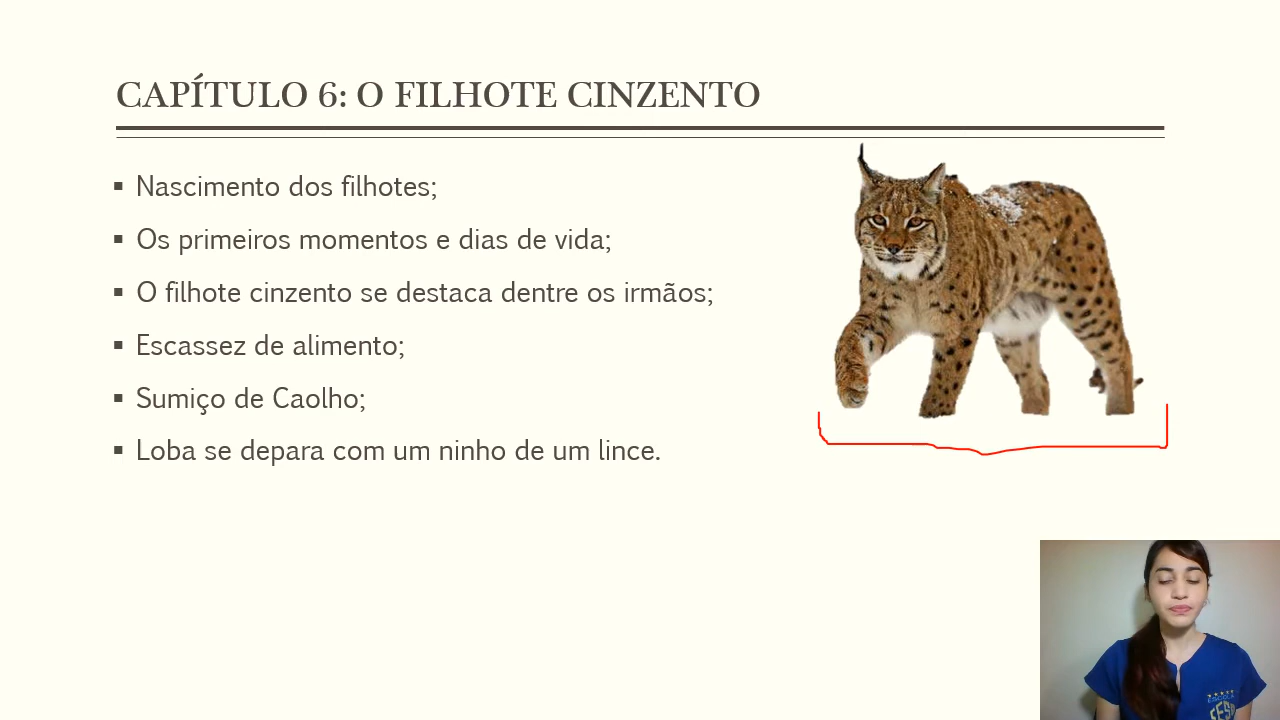 CAPÍTULO 6: O FILHOTE CINZENTO
▪ Nascimento dos filhotes;
▪ Os primeiros momentos e dias de vida;
▪ O filhote cinzento se destaca dentre os irmãos;
▪ Escassez de alimento;
▪ Sumiço de Caolho;
▪ Loba se depara com um ninho de um lince.
ESCOLA